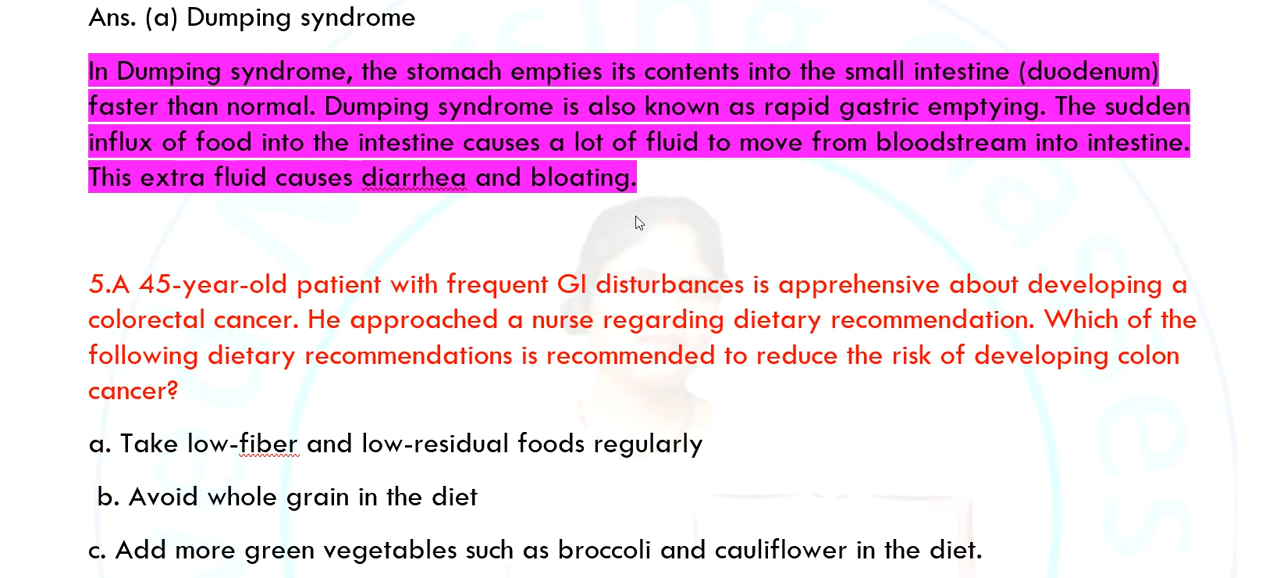 Ans. (a) Dumping syndrome
In Dumping syndrome, the stomach empties its contents into the small intestine (duodenum)
faster than normal. Dumping syndrome is also known as rapid gastric emptying. The sudden
influx of food into the intestine causes a lot of fluid to move from bloodstream into intestine.
This extra fluid causes diarrhea and bloating.
5.A 45-year-old patient with frequent GI disturbances is apprehensive about developing a
colorectal cancer. He approached a nurse regarding dietary recommendation. Which of the
following dietary recommendations is recommended to reduce the risk of developing colon
cancer?
a. Take low-fiber and low-residual foods regularly
b. Avoid whole grain in the diet
c. Add more green vegetables such as broccoli and cauliflower in the diet.